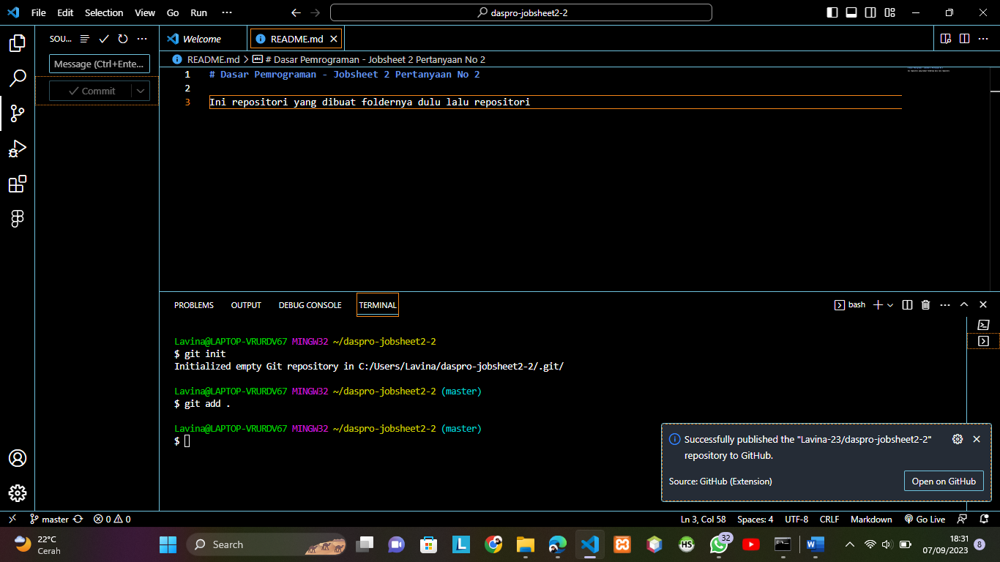 File Edit Selection View Go Run ···
daspro-jobsheet2-2
SOU...
Message (Ctrl+Ente...
Commit
Welcome
README.md
README.md > # Dasar Pemrograman - Jobsheet 2 Pertanyaan No 2
1 # Dasar Pemrograman - Jobsheet 2 Pertanyaan No 2
2
3 Ini repositori yang dibuat foldernya dulu lalu repositori
PROBLEMS OUTPUT DEBUG CONSOLE TERMINAL
bash
Lavina@LAPTOP-VRURDV67 MINGW32 ~/daspro-jobsheet2-2
$ git init
Initialized empty Git repository in C:/Users/Lavina/daspro-jobsheet2-2/.git/
Lavina@LAPTOP-VRURDV67 MINGW32 ~/daspro-jobsheet2-2 (master)
$ git add .
Lavina@LAPTOP-VRURDV67 MINGW32 ~/daspro-jobsheet2-2 (master)
$
Successfully published the "Lavina-23/daspro-jobsheet2-2"
repository to GitHub.
Source: GitHub (Extension)
Open on GitHub
master 0 0
Ln 3, Col 58 Spaces: 4 UTF-8 CRLF Markdown Go Live
22°C
Cerah
Search
L
HS
32
W
18:31
07/09/2023
8